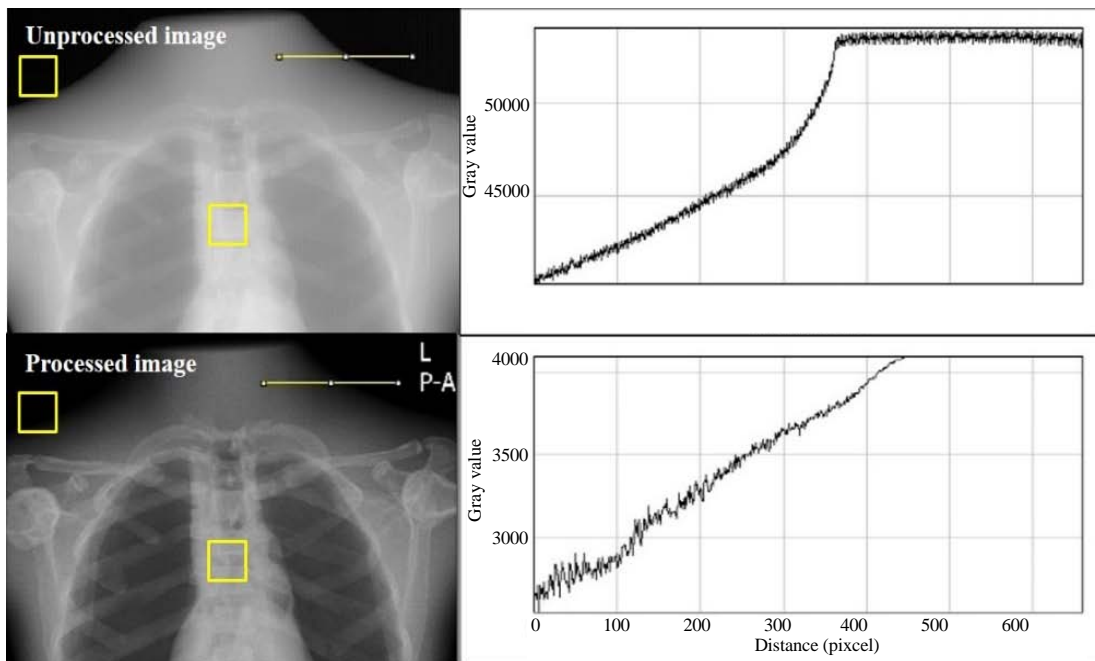 Unprocessed image
Gray value
50000
45000
Processed image
L
P-A
Gray value
4000
3500
3000
0 100 200 300 400 500 600
Distance (pixcel)